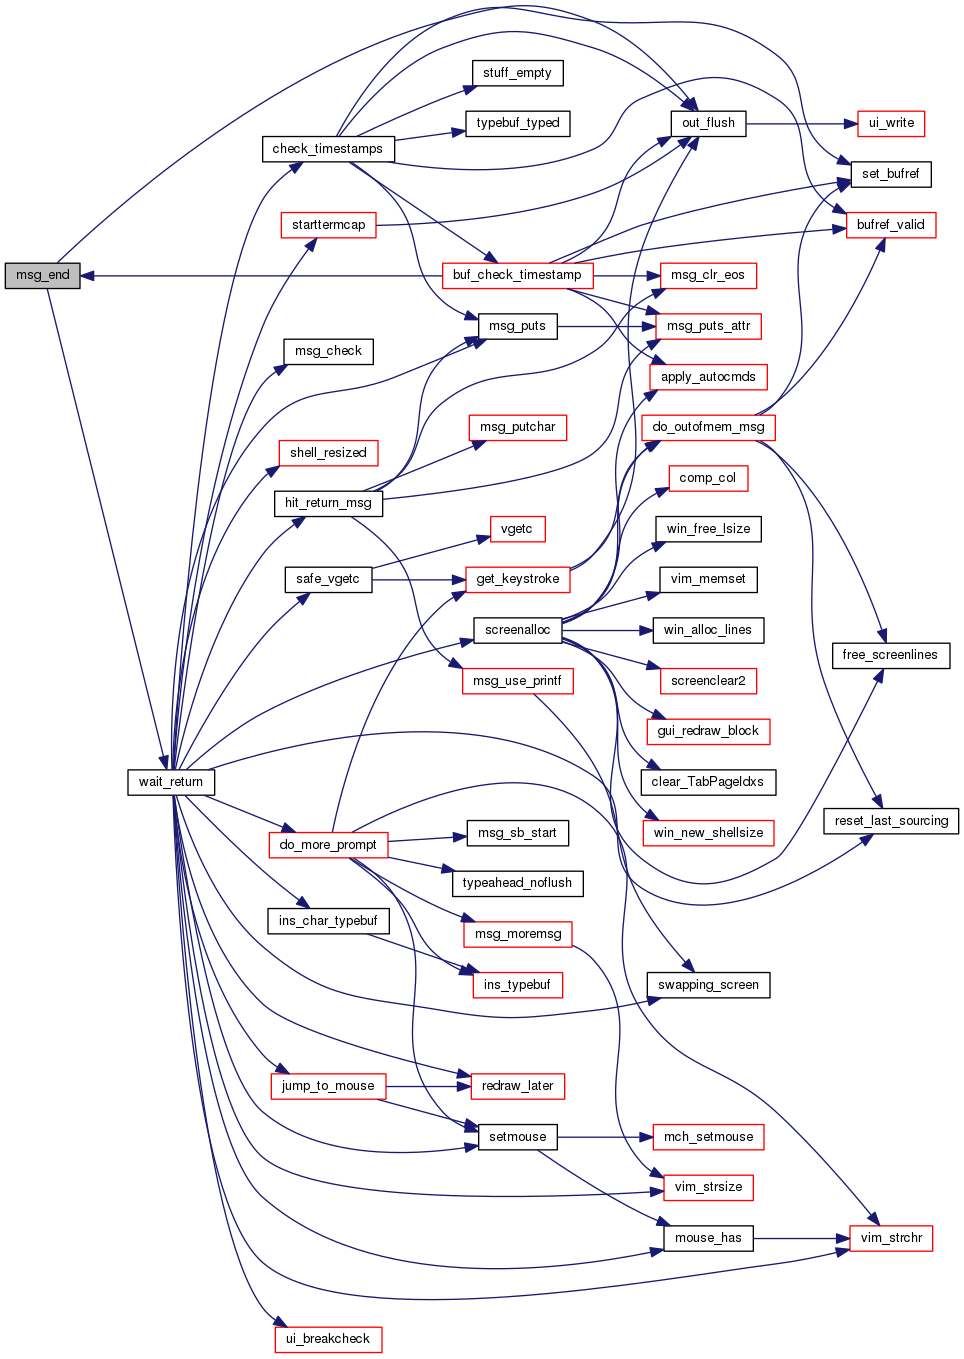 stuff_empty
typebuf_typed
out_flush
ui_write
check_timestamps
set_bufref
starttermcap
bufref_valid
msg_end
buf_check_timestamp
msg_clr_eos
msg_puts
msg_puts_attr
msg_check
apply_autocmds
msg_putchar
do_outofmem_msg
shell_resized
comp_col
hit_return_msg
vgetc
win_free_lsize
safe_vgetc
get_keystroke
vim_memset
screenalloc
win_alloc_lines
free_screenlines
msg_use_printf
screenclear2
gui_redraw_block
wait_return
clear_TabPageIdxs
reset_last_sourcing
do_more_prompt
msg_sb_start
win_new_shellsize
typeahead_noflush
ins_char_typebuf
msg_moremsg
ins_typebuf
swapping_screen
jump_to_mouse
redraw_later
setmouse
mch_setmouse
vim_strsize
mouse_has
vim_strchr
ui_breakcheck